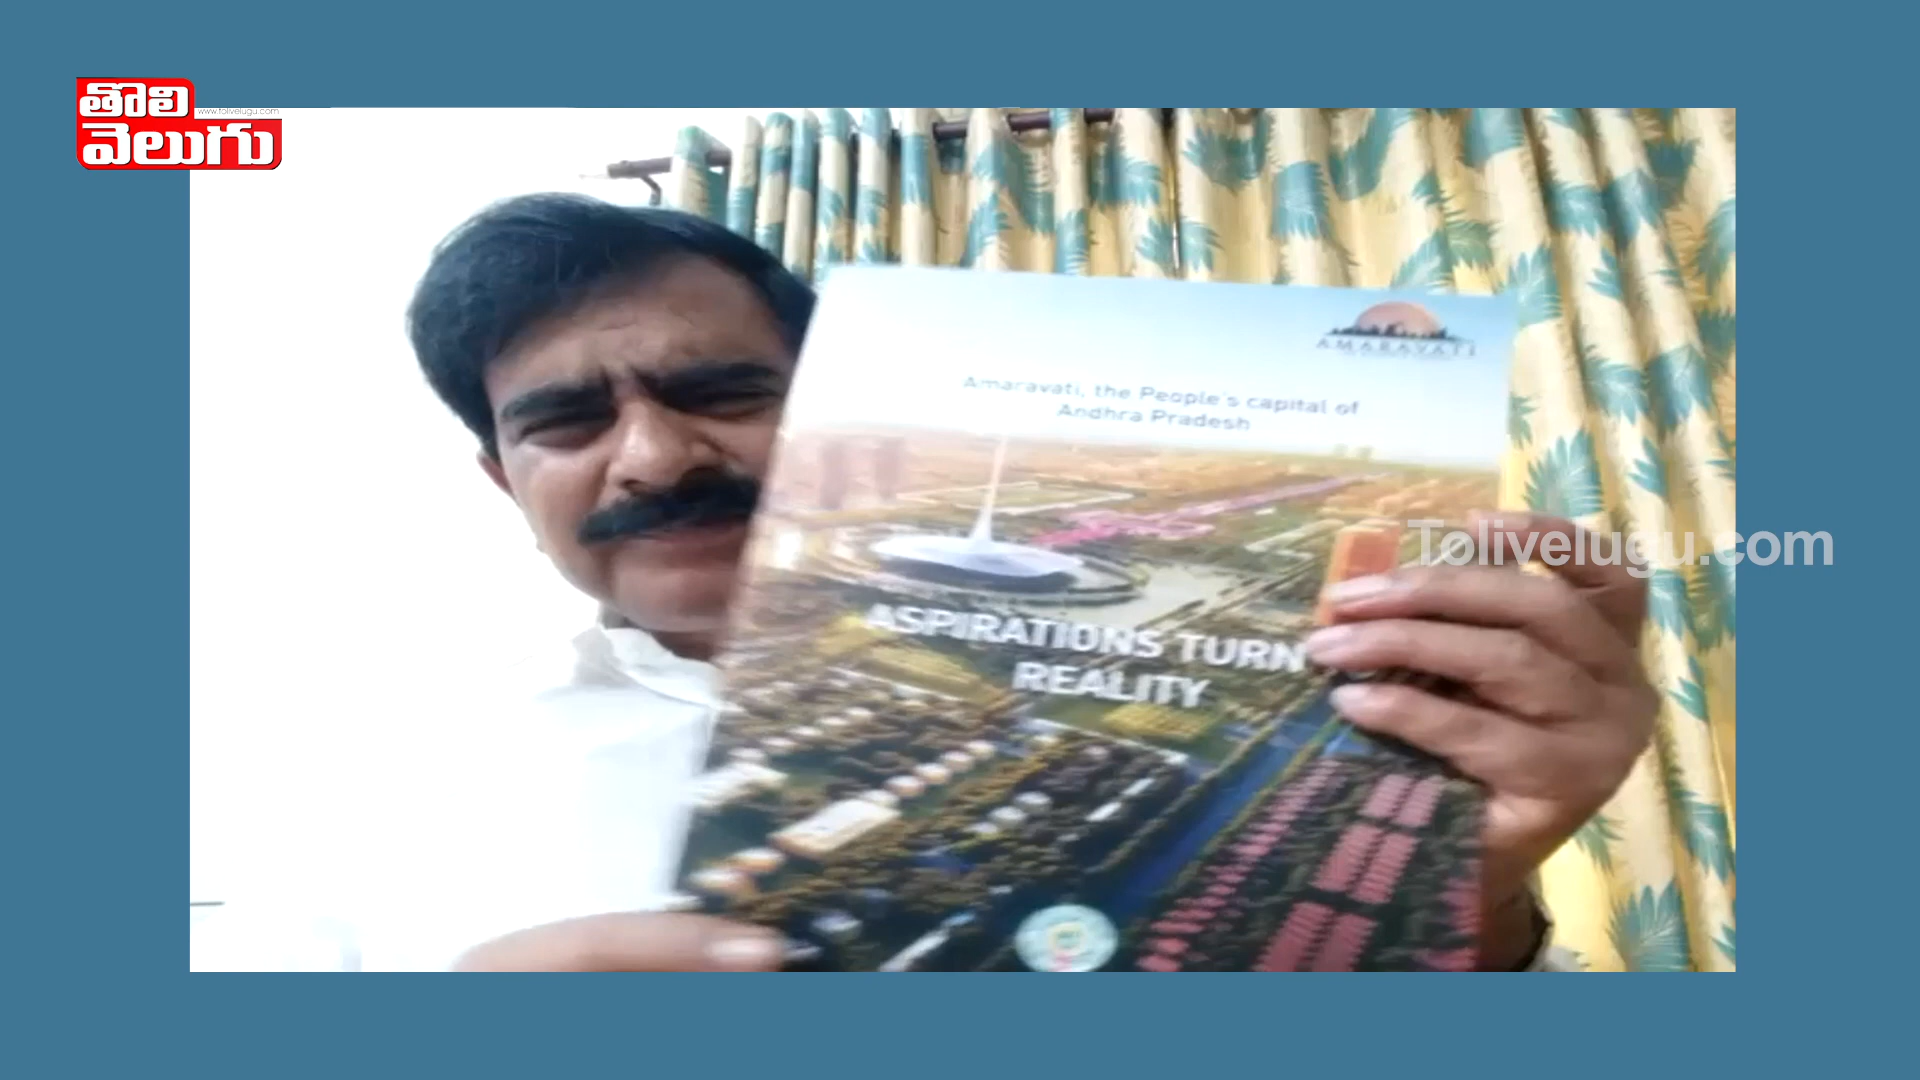 తొలి
www.tolivelugu.com
వెలుగు
AMARAVATI
Amaravati, the People's capital of
Andhra Pradesh
Tolivelugu.com
ASPIRATIONS TURN
REALITY